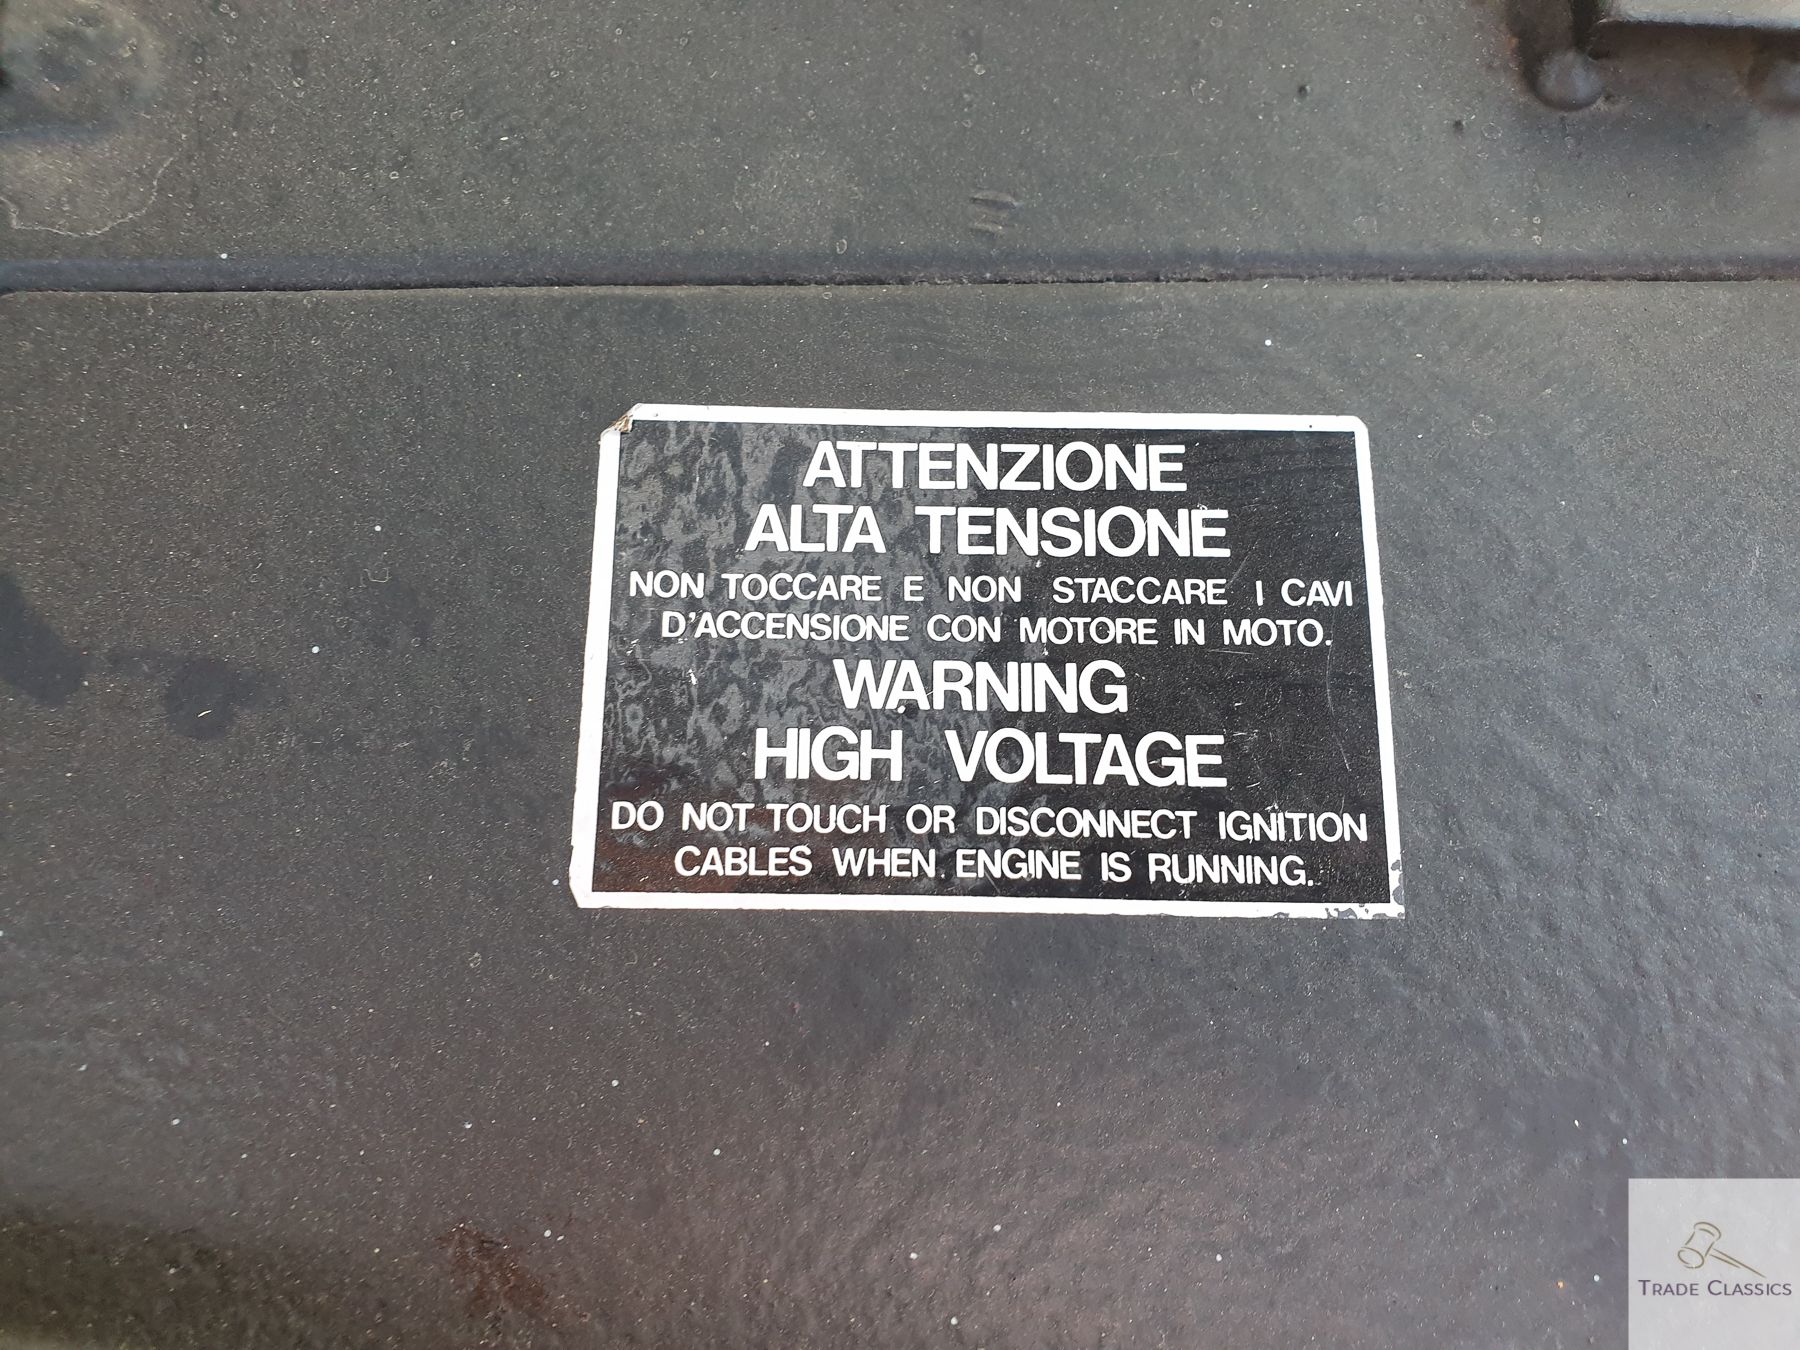 ATTENZIONE
ALTA TENSIONE
NON TOCCARE E NON STACCARE I CAVI
D'ACCENSIONE CON MOTORE IN MOTO.
WARNING
HIGH VOLTAGE
DO NOT TOUCH OR DISCONNECT IGNITION
CABLES WHEN ENGINE IS RUNNING.
TRADE CLASSICS